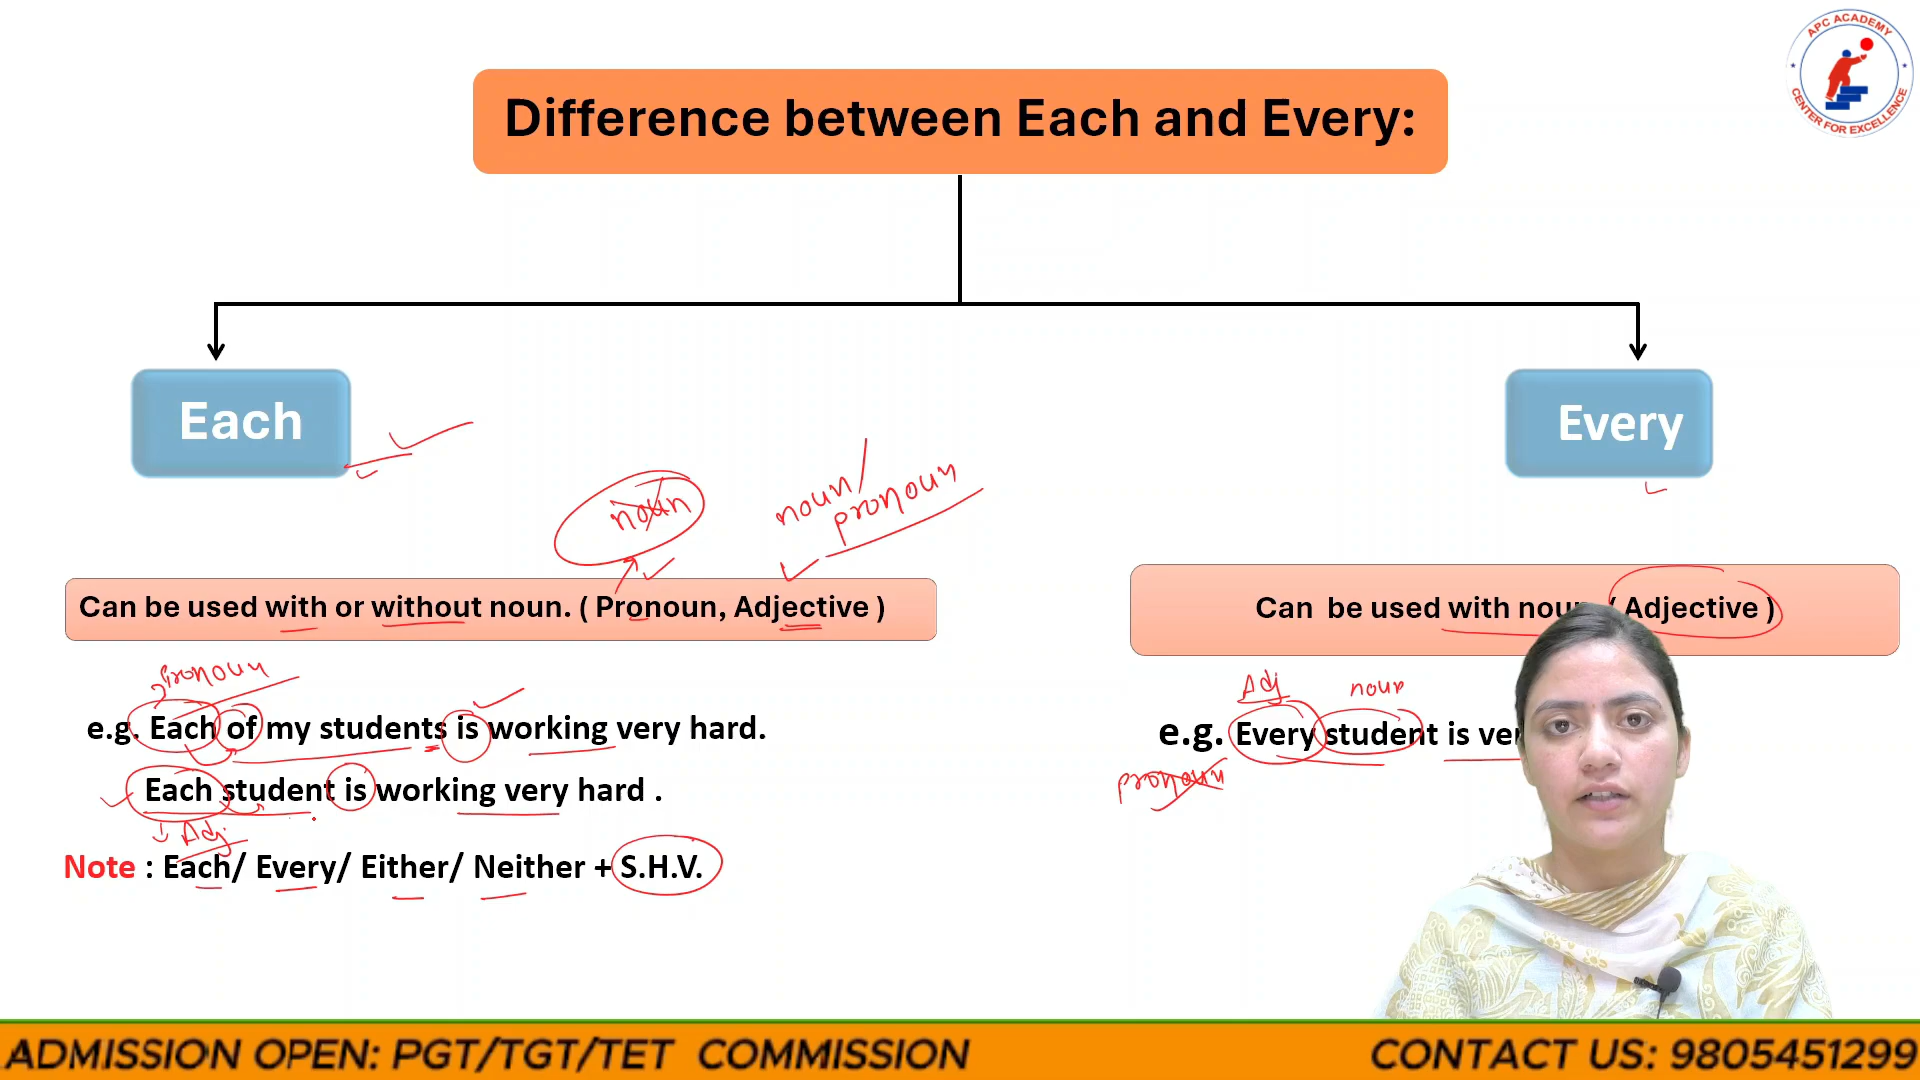 APC ACADEMY
CENTER FOR EXCELLENCE
Difference between Each and Every:
Each
Every
noun
noun/
pronoun
Can be used with or without noun. ( Pronoun, Adjective )
Can be used with noun ( Adjective )
Pronoun
Adj
noun
e.g. Each of my students is working very hard.
e.g. Every student is ver
pronoun
Each student is working very hard .
Adj
Note : Each/ Every/ Either/ Neither + S.H.V.
ADMISSION OPEN: PGT/TGT/TET COMMISSION
CONTACT US: 9805451299